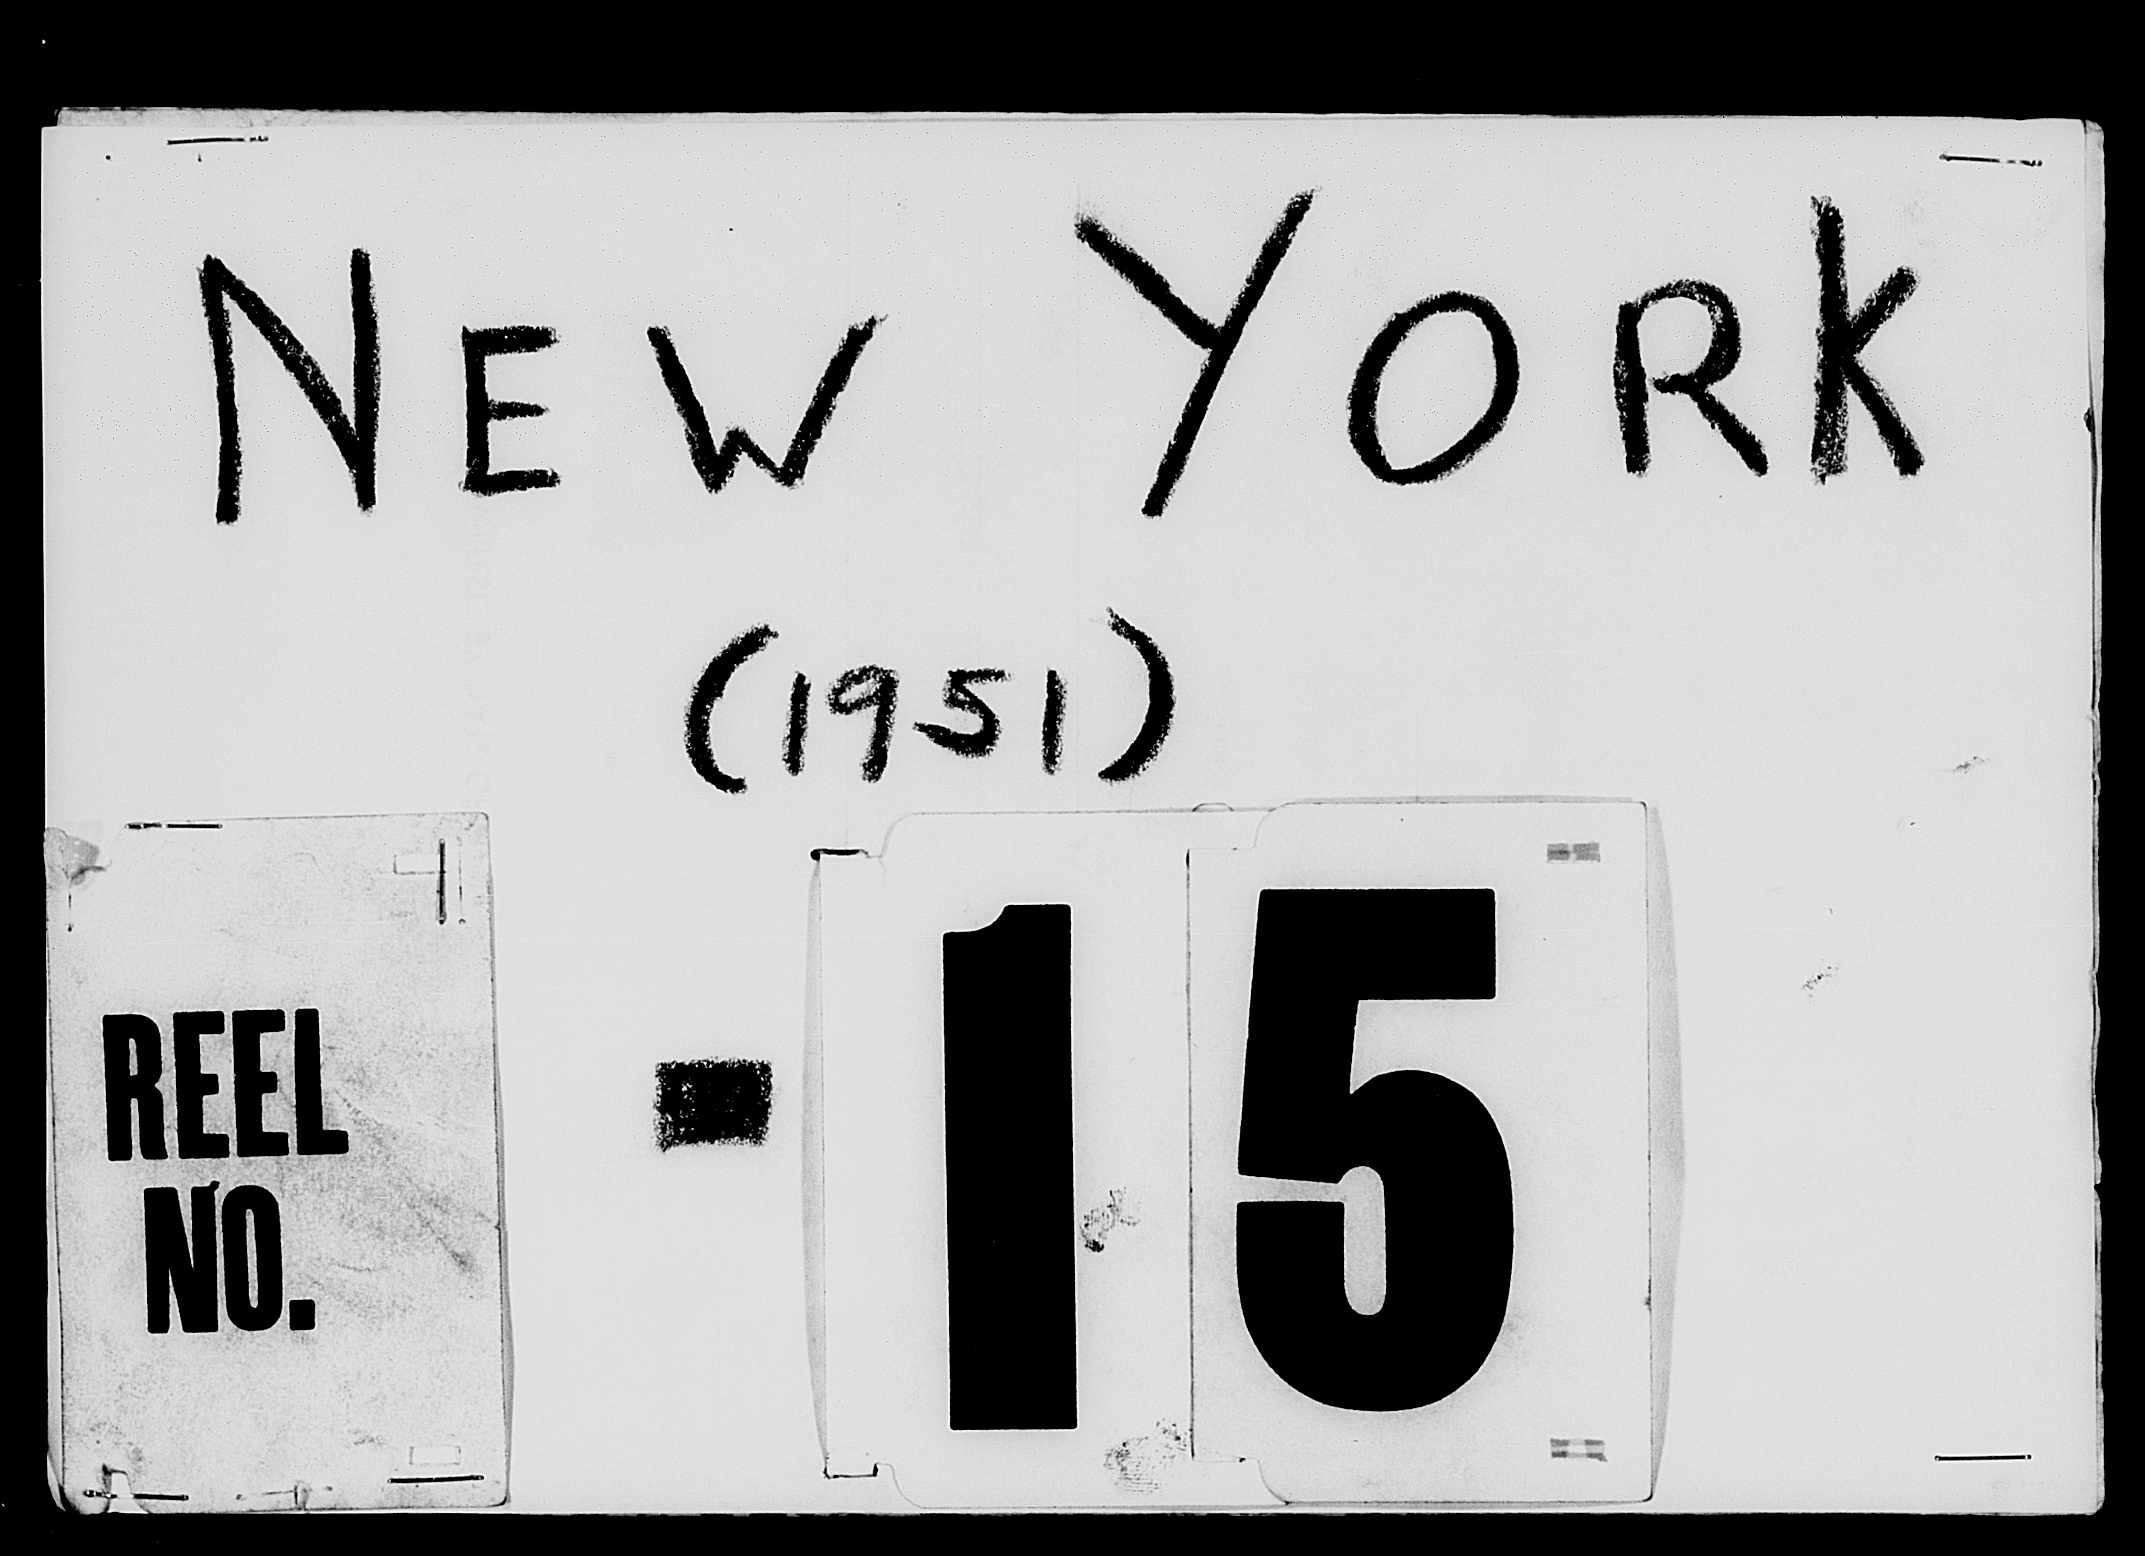 NEW YORK
(1951)
REEL
NO. - 15